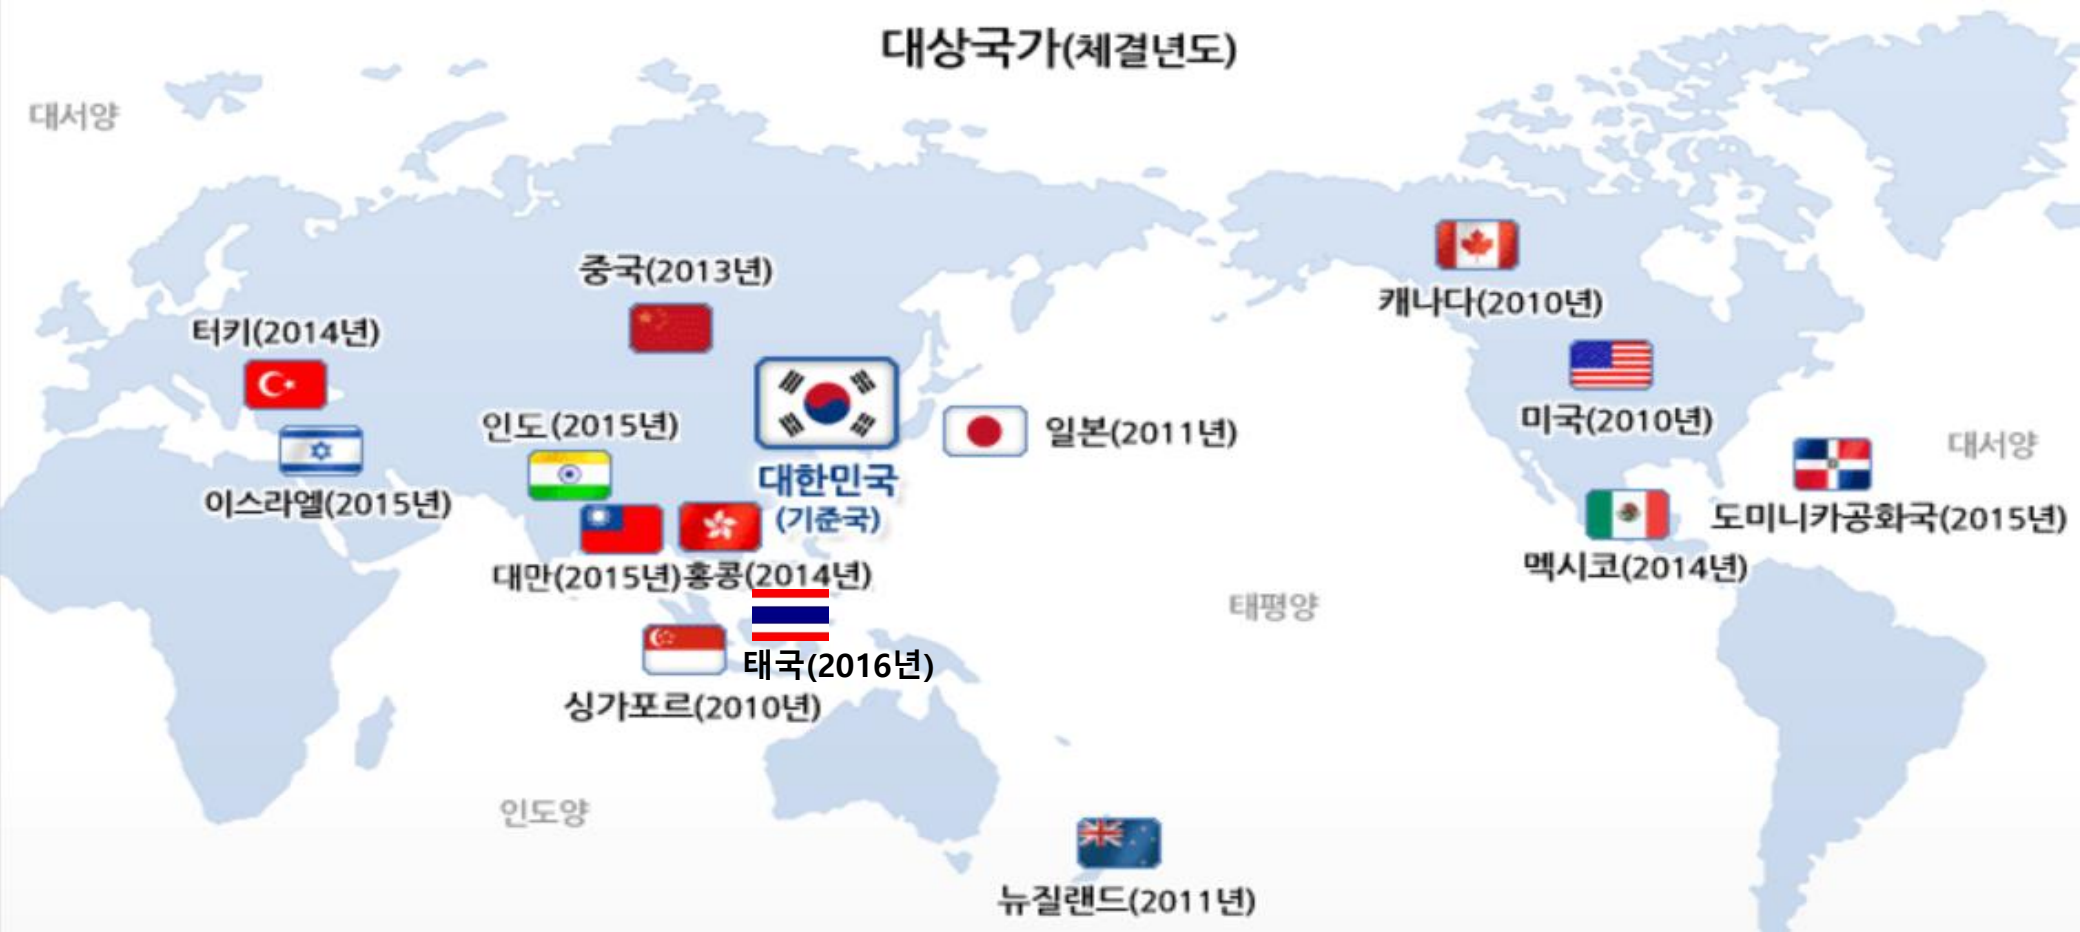 대상국가(체결년도)
대서양
중국(2013년)
캐나다(2010년)
터키(2014년)
인도(2015년)
일본(2011년)
미국(2010년)
대서양
이스라엘(2015년)
대한민국
(기준국)
도미니카공화국(2015년)
대만(2015년)
홍콩(2014년)
멕시코(2014년)
태평양
태국(2016년)
싱가포르(2010년)
인도양
뉴질랜드(2011년)